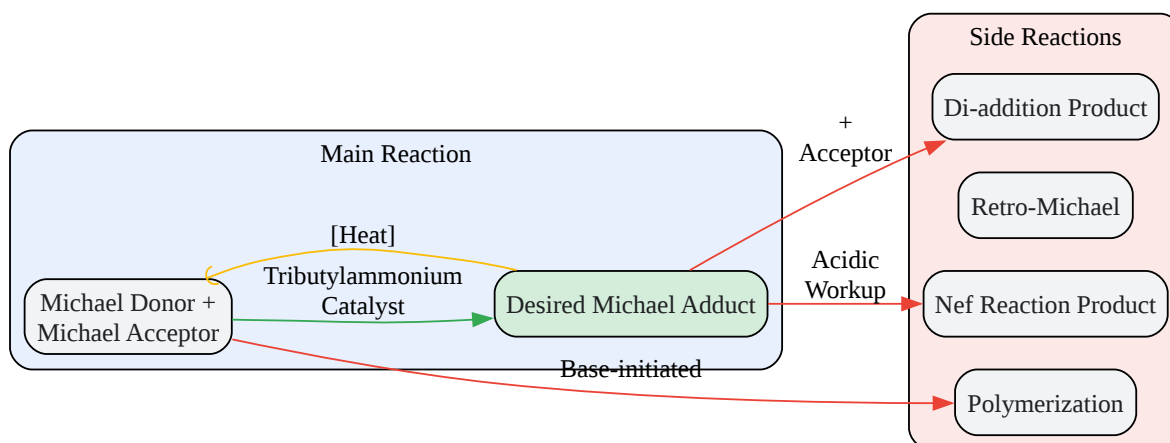 Side Reactions
Di-addition Product
+
Acceptor
Main Reaction
Retro-Michael
[Heat]
Tributylammonium
Catalyst
Acidic
Workup
Michael Donor +
Michael Acceptor
Desired Michael Adduct
Nef Reaction Product
Base-initiated
Polymerization